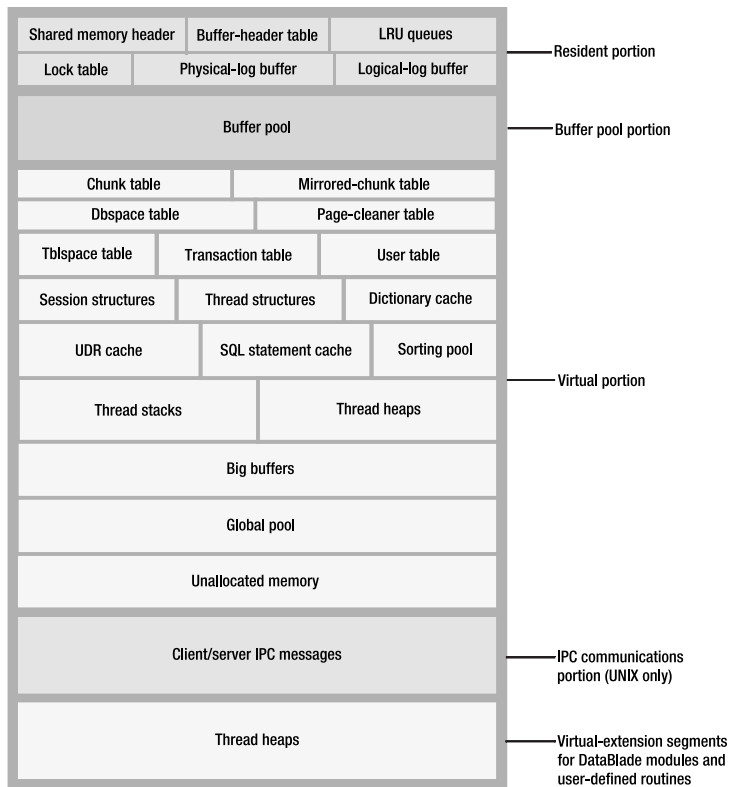 Shared memory header
Buffer-header table
LRU queues
Resident portion
Lock table
Physical-log buffer
Logical-log buffer
Buffer pool
Buffer pool portion
Chunk table
Mirrored-chunk table
Dbspace table
Page-cleaner table
Tblspace table
Transaction table
User table
Session structures
Thread structures
Dictionary cache
UDR cache
SQL statement cache
Sorting pool
Virtual portion
Thread stacks
Thread heaps
Big buffers
Global pool
Unallocated memory
Client/server IPC messages
IPC communications
portion (UNIX only)
Thread heaps
Virtual-extension segments
for DataBlade modules and
user-defined routines